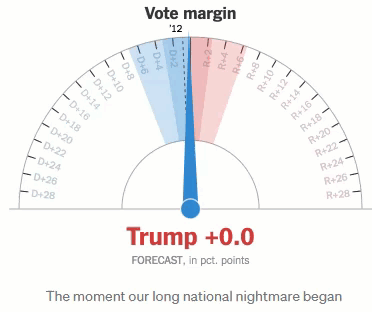 Vote margin
'12
D+28
D+26
D+24
D+22
D+20
D+18
D+16
D+14
D+12
D+10
D+8
D+6
D+4
D+2
R+2
R+4
R+6
R+8
R+10
R+12
R+14
R+16
R+18
R+20
R+22
R+24
R+26
R+28
Trump +0.0
FORECAST, in pct. points
The moment our long national nightmare began